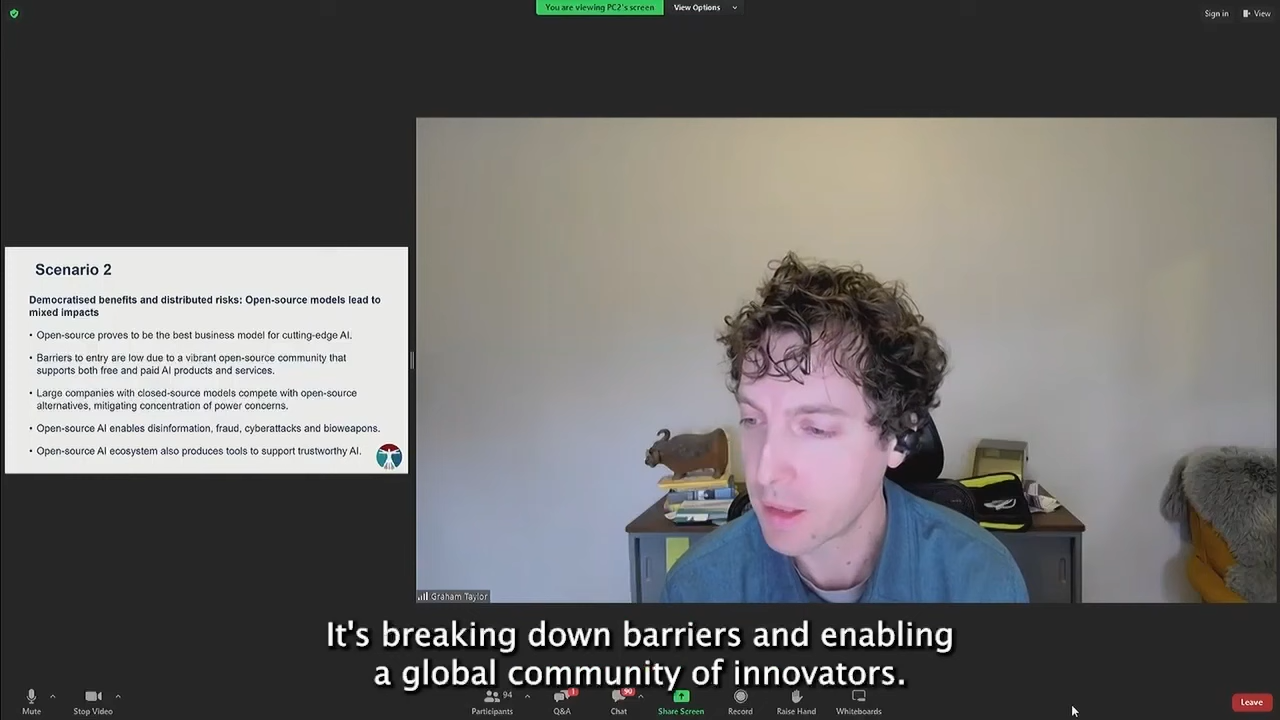 You are viewing PC2's screen
View Options
Sign in
View
Scenario 2
Democratised benefits and distributed risks: Open-source models lead to
mixed impacts
• Open-source proves to be the best business model for cutting-edge AI.
• Barriers to entry are low due to a vibrant open-source community that
supports both free and paid AI products and services.
• Large companies with closed-source models compete with open-source
alternatives, mitigating concentration of power concerns.
• Open-source AI enables disinformation, fraud, cyberattacks and bioweapons.
• Open-source AI ecosystem also produces tools to support trustworthy AI.
Graham Taylor
It's breaking down barriers and enabling
a global community of innovators.
94
1
90
Mute
Stop Video
Participants
Q&A
Chat
Share Screen
Record
Raise Hand
Whiteboards
Leave